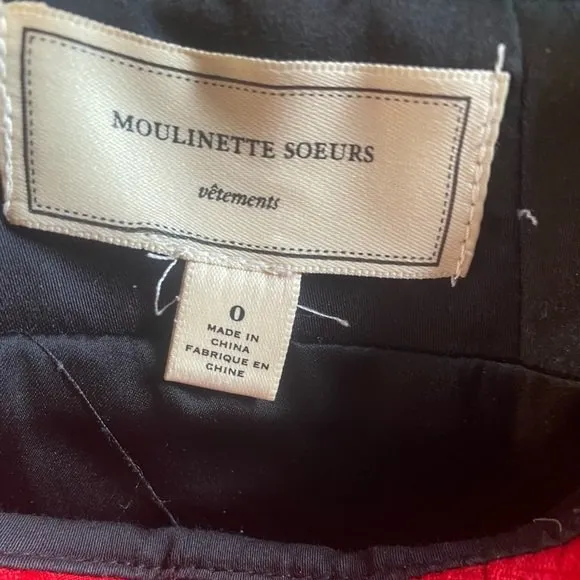 MOULINETTE SOEURS
vêtements
0
MADE IN
CHINA
FABRIQUE EN
CHINE